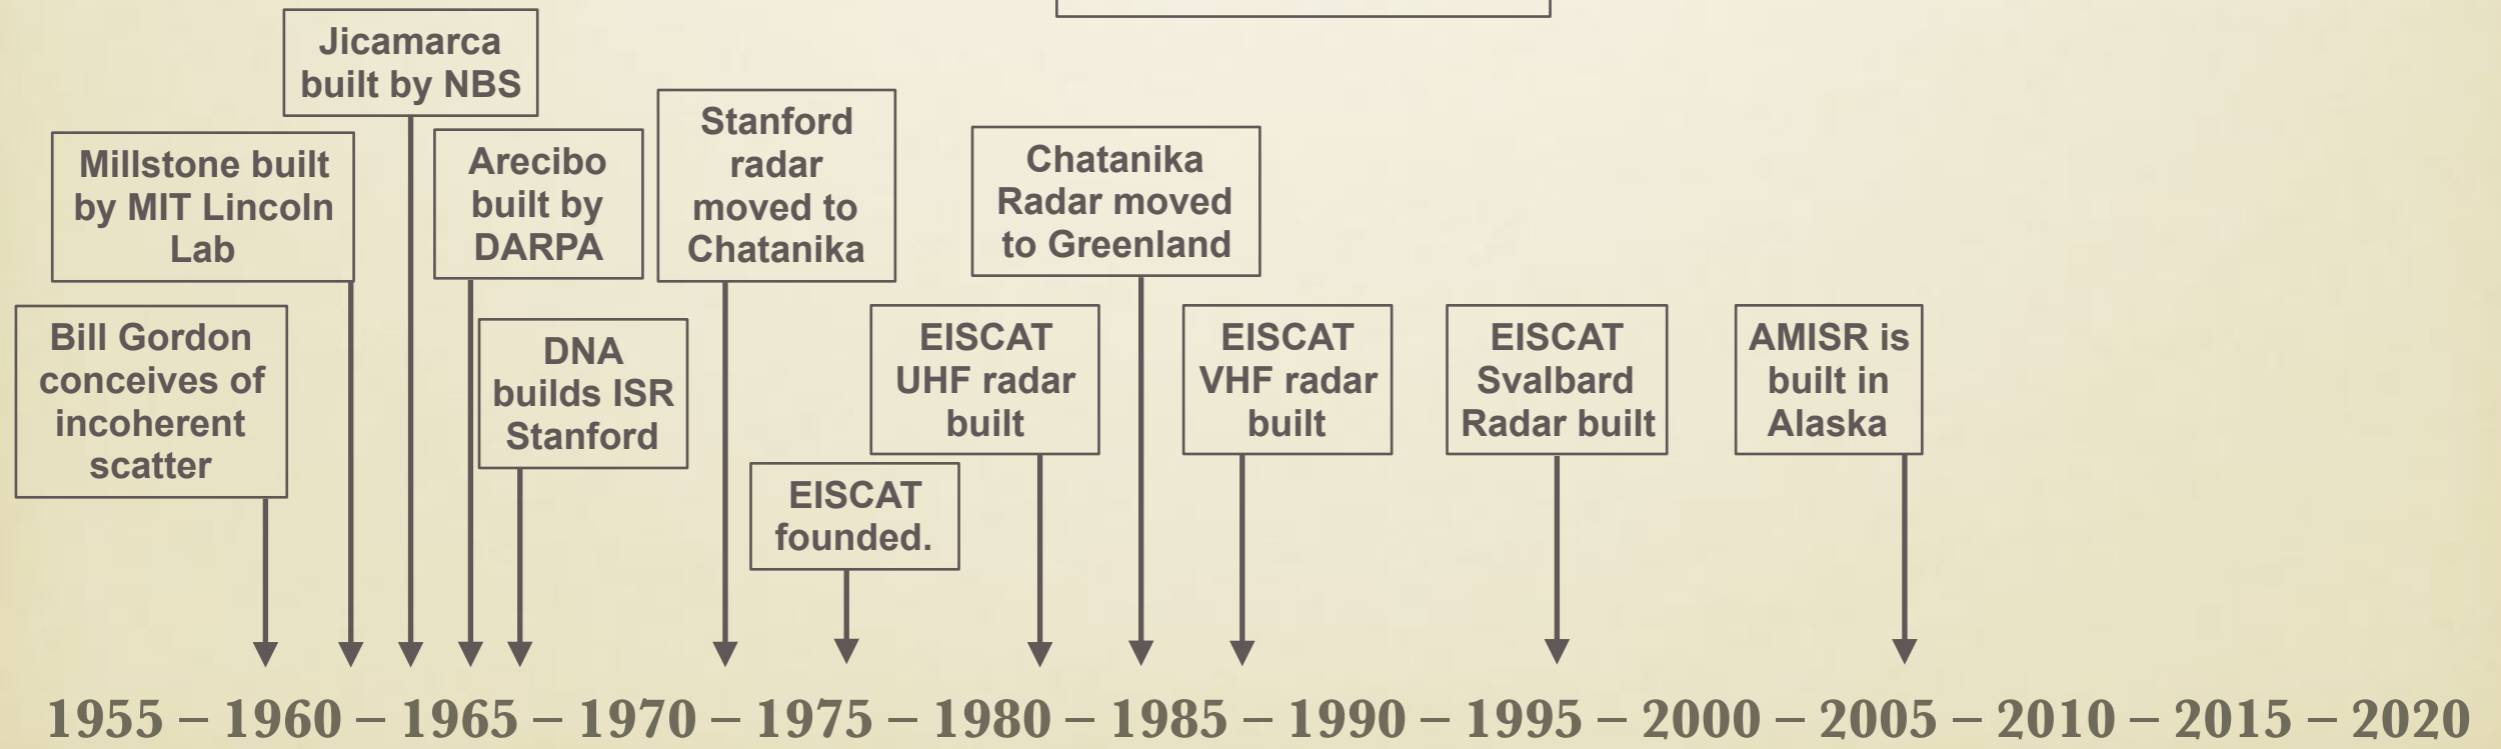 Jicamarca
built by NBS
Millstone built
by MIT Lincoln
Lab
Arecibo
built by
DARPA
Stanford
radar
moved to
Chatanika
Chatanika
Radar moved
to Greenland
Bill Gordon
conceives of
incoherent
scatter
DNA
builds ISR
Stanford
EISCAT
founded.
EISCAT
UHF radar
built
EISCAT
VHF radar
built
EISCAT
Svalbard
Radar built
AMISR is
built in
Alaska
1955 – 1960 – 1965 – 1970 – 1975 – 1980 – 1985 – 1990 – 1995 – 2000 – 2005 – 2010 – 2015 – 2020